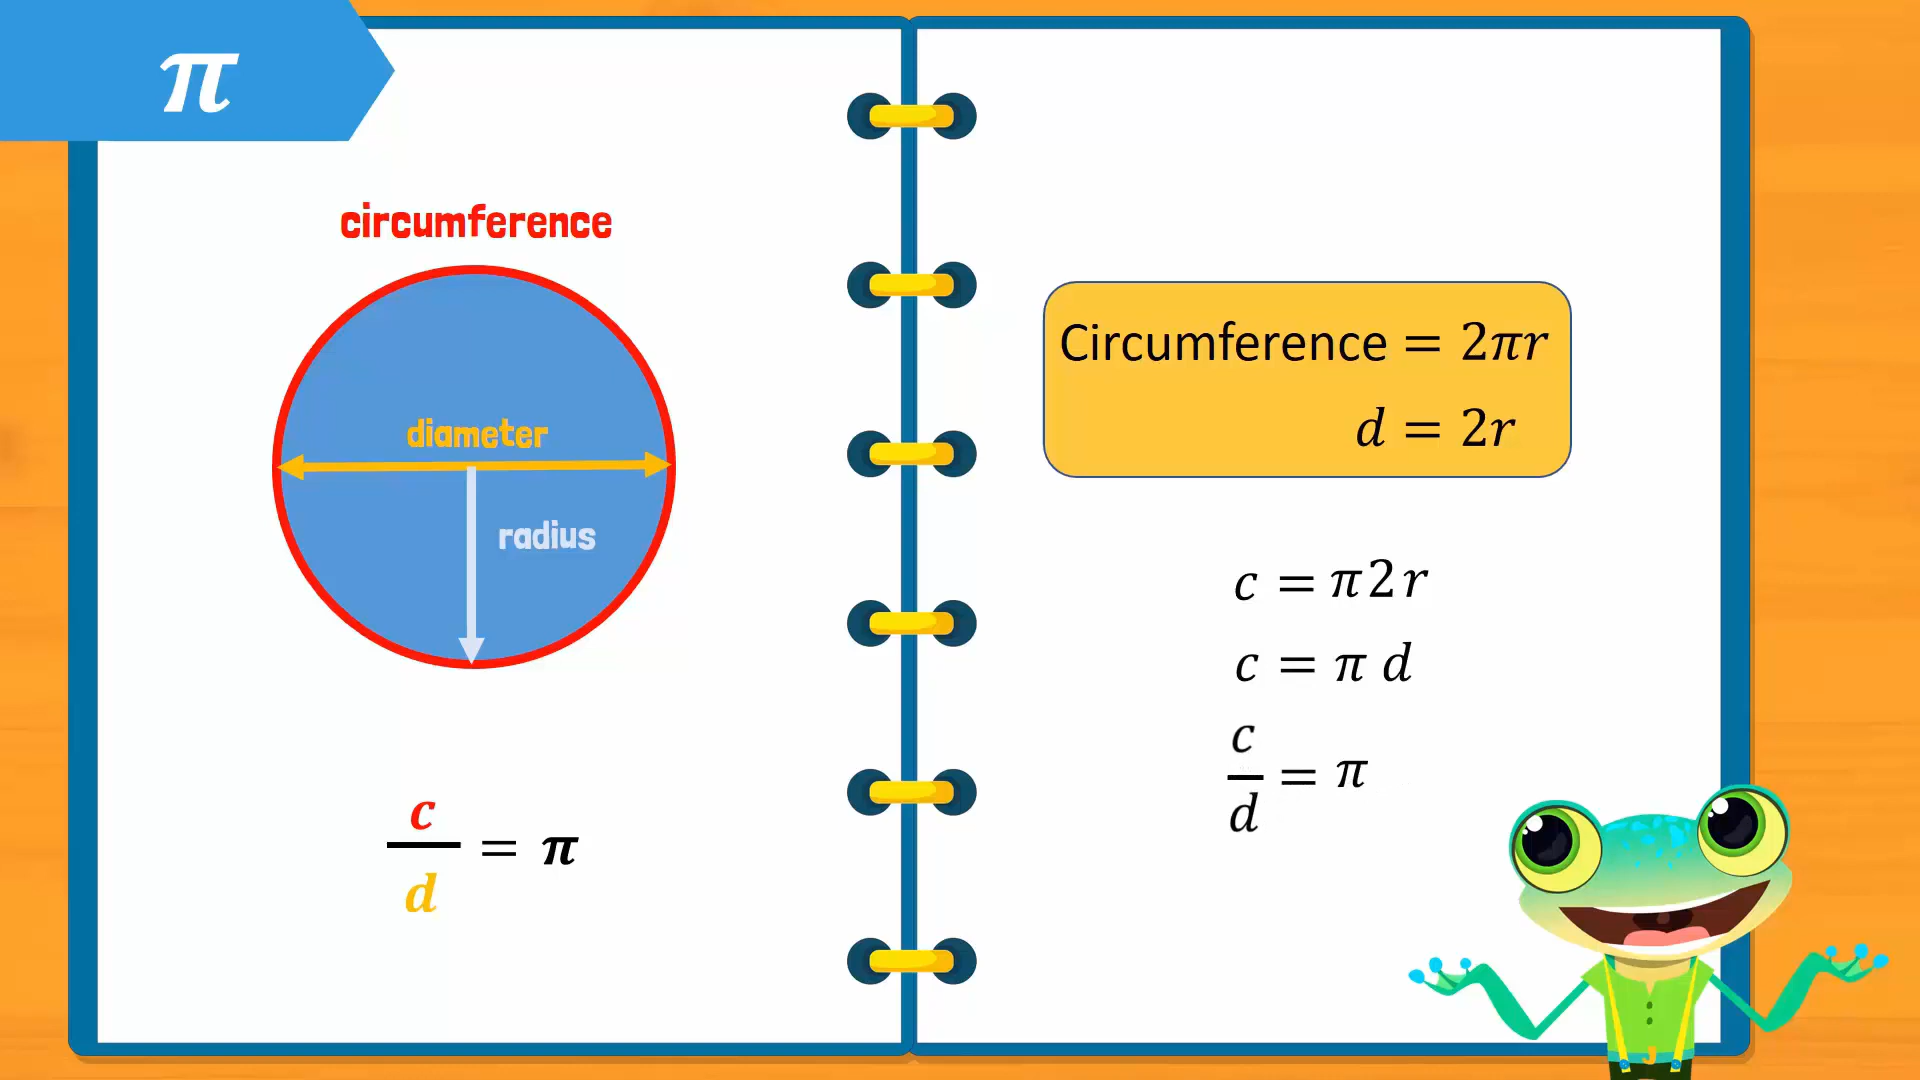 π
circumference
diameter
radius
c/d = π
Circumference = 2πr
d = 2r
c = π2r
c = π d
c/d = π